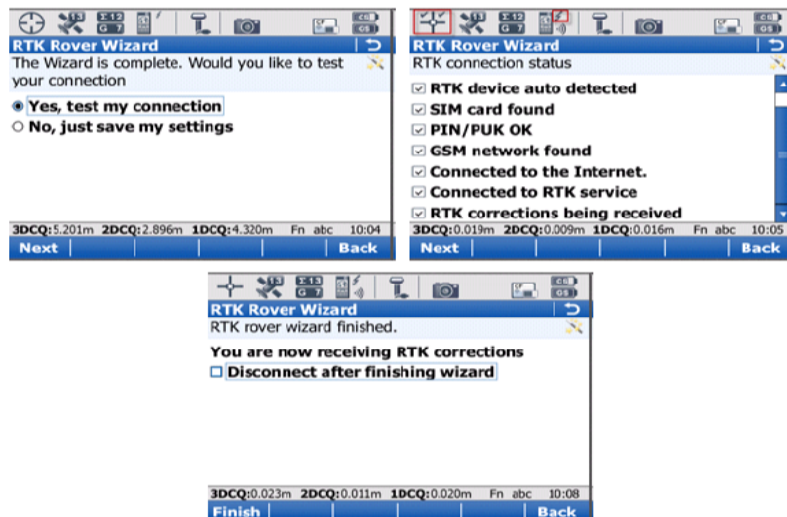 Σ 12
G 7
RTK Rover Wizard
The Wizard is complete. Would you like to test
your connection
Yes, test my connection
No, just save my settings
3DCQ:5.201m 2DCQ:2.896m 1DCQ:4.320m Fn abc 10:04
Next Back
RTK Rover Wizard
RTK connection status
RTK device auto detected
SIM card found
PIN/PUK OK
GSM network found
Connected to the Internet.
Connected to RTK service
RTK corrections being received
3DCQ:0.019m 2DCQ:0.009m 1DCQ:0.016m Fn abc 10:05
Next Back
RTK Rover Wizard
RTK rover wizard finished.
You are now receiving RTK corrections
Disconnect after finishing wizard
3DCQ:0.023m 2DCQ:0.011m 1DCQ:0.020m Fn abc 10:08
Finish Back